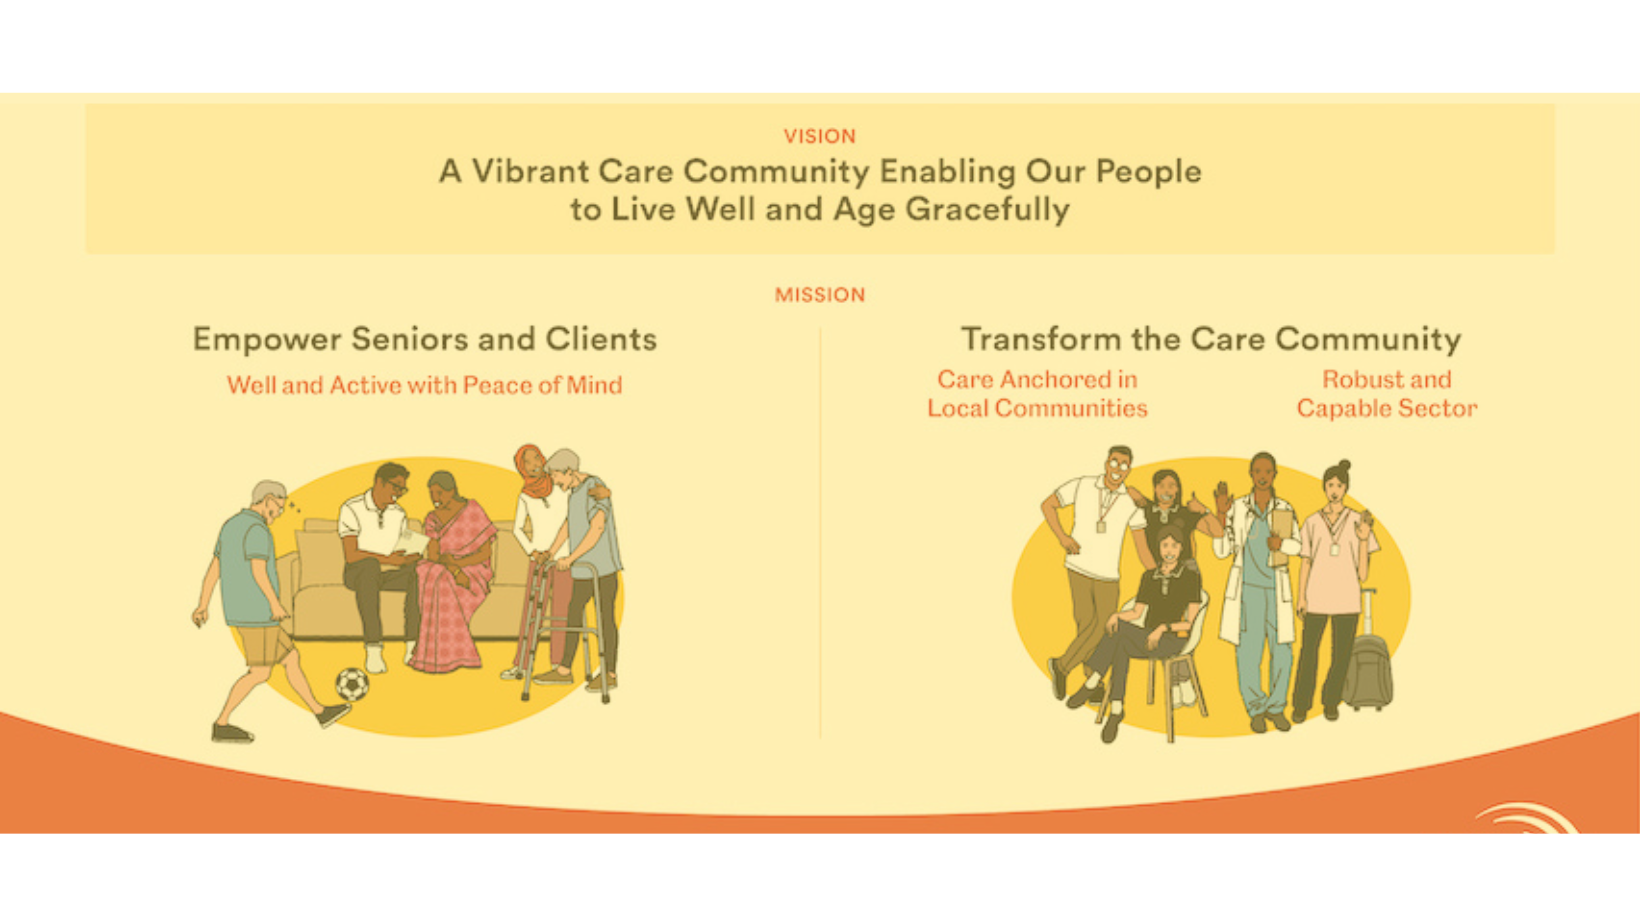 VISION
A Vibrant Care Community Enabling Our People
to Live Well and Age Gracefully
MISSION
Empower Seniors and Clients
Well and Active with Peace of Mind
Transform the Care Community
Care Anchored in
Local Communities
Robust and
Capable Sector